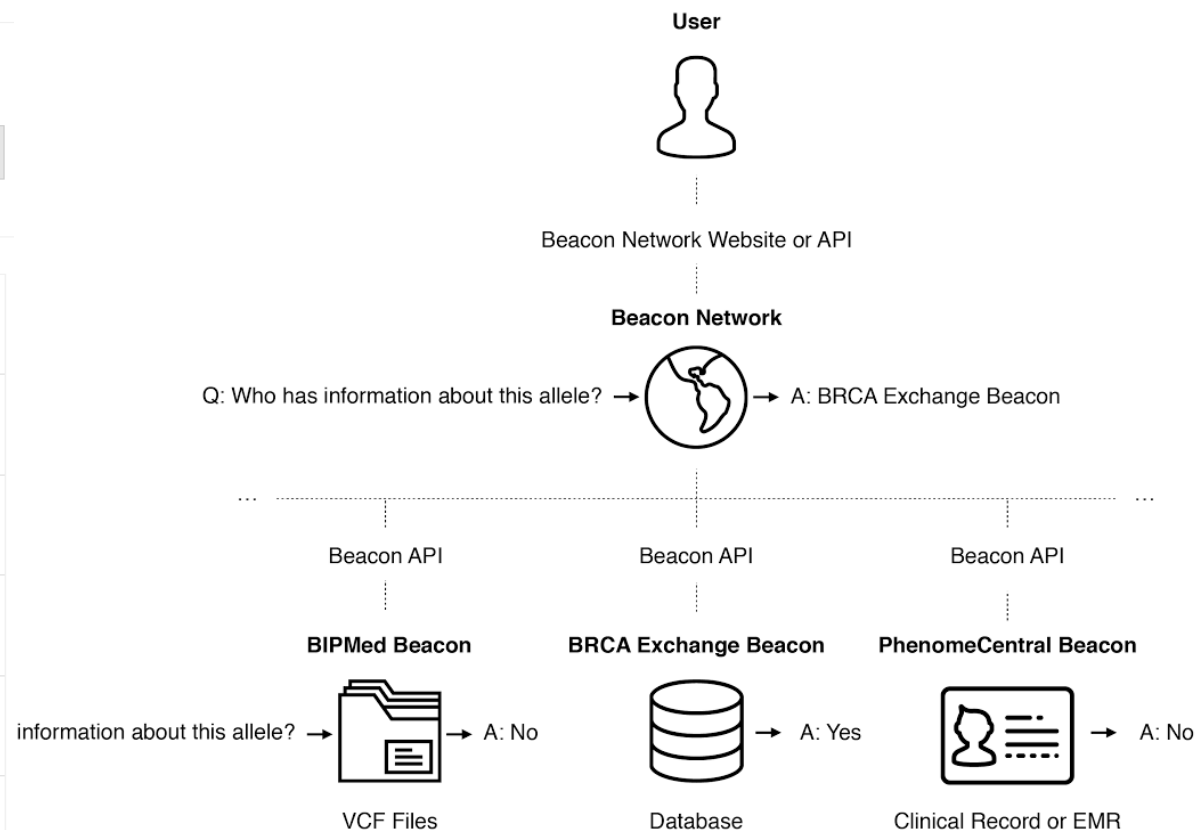 User
Beacon Network Website or API
Beacon Network
Q: Who has information about this allele?
A: BRCA Exchange Beacon
...
...
Beacon API
Beacon API
Beacon API
BIPMed Beacon
BRCA Exchange Beacon
PhenomeCentral Beacon
information about this allele?
A: No
A: Yes
A: No
VCF Files
Database
Clinical Record or EMR